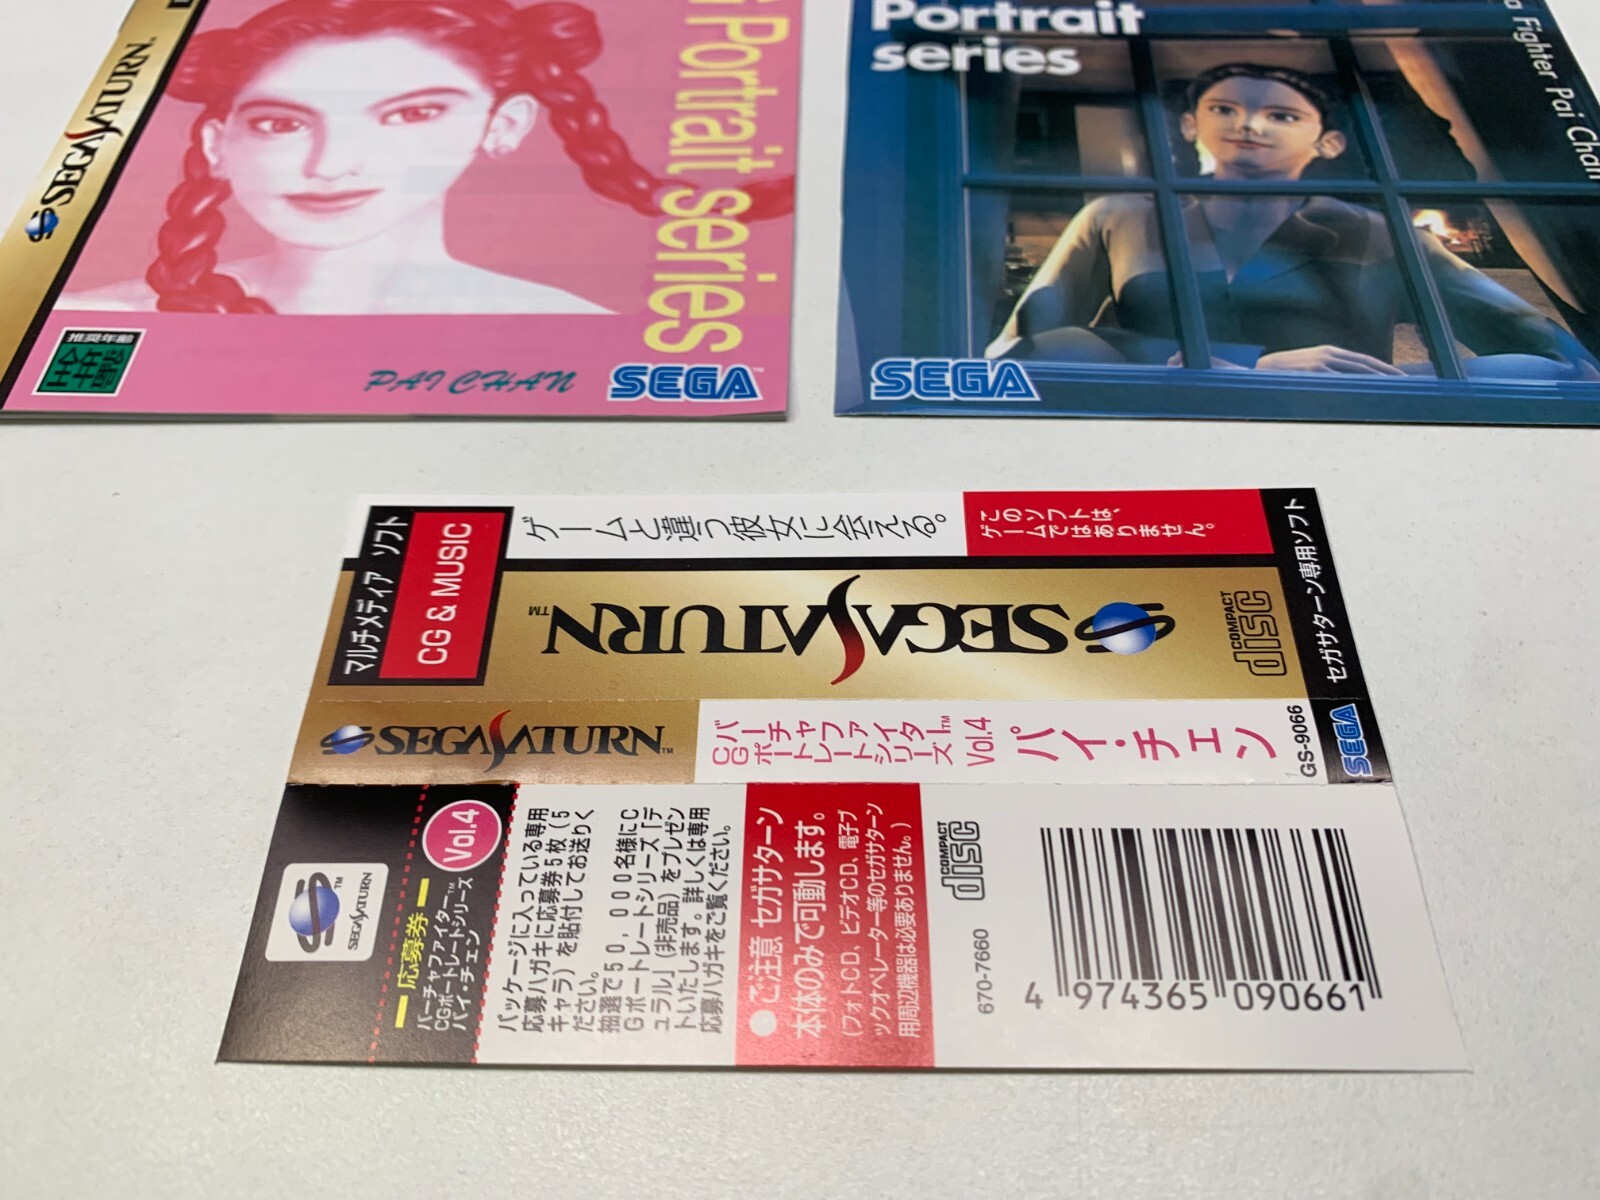 SEGA SATURN
Portrait series
推奨年齢
全年齢
PAI CHAN
SEGA™
Portrait
series
Fighter Pai Chan
SEGA
マルチメディア ソフト
CG & MUSIC
ゲームと違う彼女に会える。
このソフトは、
ゲームではありません。
SEGA SATURN™
COMPACT
disc
セガサターン専用ソフト
SEGA SATURN™
バーチャファイター™
CGポートレートシリーズ
Vol.4
パイ・チェン
GS-9066
SEGA
SEGA SATURN™
応募券
バーチャファイター™
CGポートレートシリーズ
パイ・チェン
Vol.4
パッケージに入っている専用
応募ハガキに応募券5枚(5
キャラ)を貼付してお送りく
ださい。
抽選で50,000名様にC
Gポートレートシリーズ「デ
ュラル」(非売品)をプレゼン
トいたします。詳しくは専用
応募ハガキをご覧ください。
●ご注意 セガサターン
本体のみで可動します。
(フォトCD、ビデオCD、電子ブ
ックオペレーター等のセガサターン
用周辺機器は必要ありません。)
COMPACT
disc
670-7660
4 974365 090661